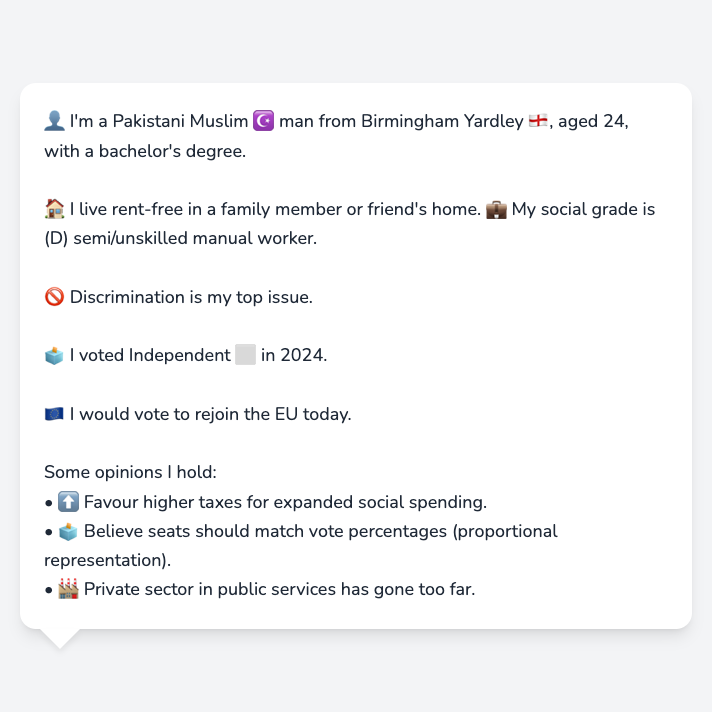 👤 I'm a Pakistani Muslim ☪️ man from Birmingham Yardley 🏴󠁧󠁢󠁥󠁮󠁧󠁿, aged 24,
with a bachelor's degree.
🏠 I live rent-free in a family member or friend's home. 💼 My social grade is
(D) semi/unskilled manual worker.
🚫 Discrimination is my top issue.
🗳️ I voted Independent ⬜ in 2024.
🇪🇺 I would vote to rejoin the EU today.
Some opinions I hold:
• ⬆️ Favour higher taxes for expanded social spending.
• 🗳️ Believe seats should match vote percentages (proportional
representation).
• 🏭 Private sector in public services has gone too far.